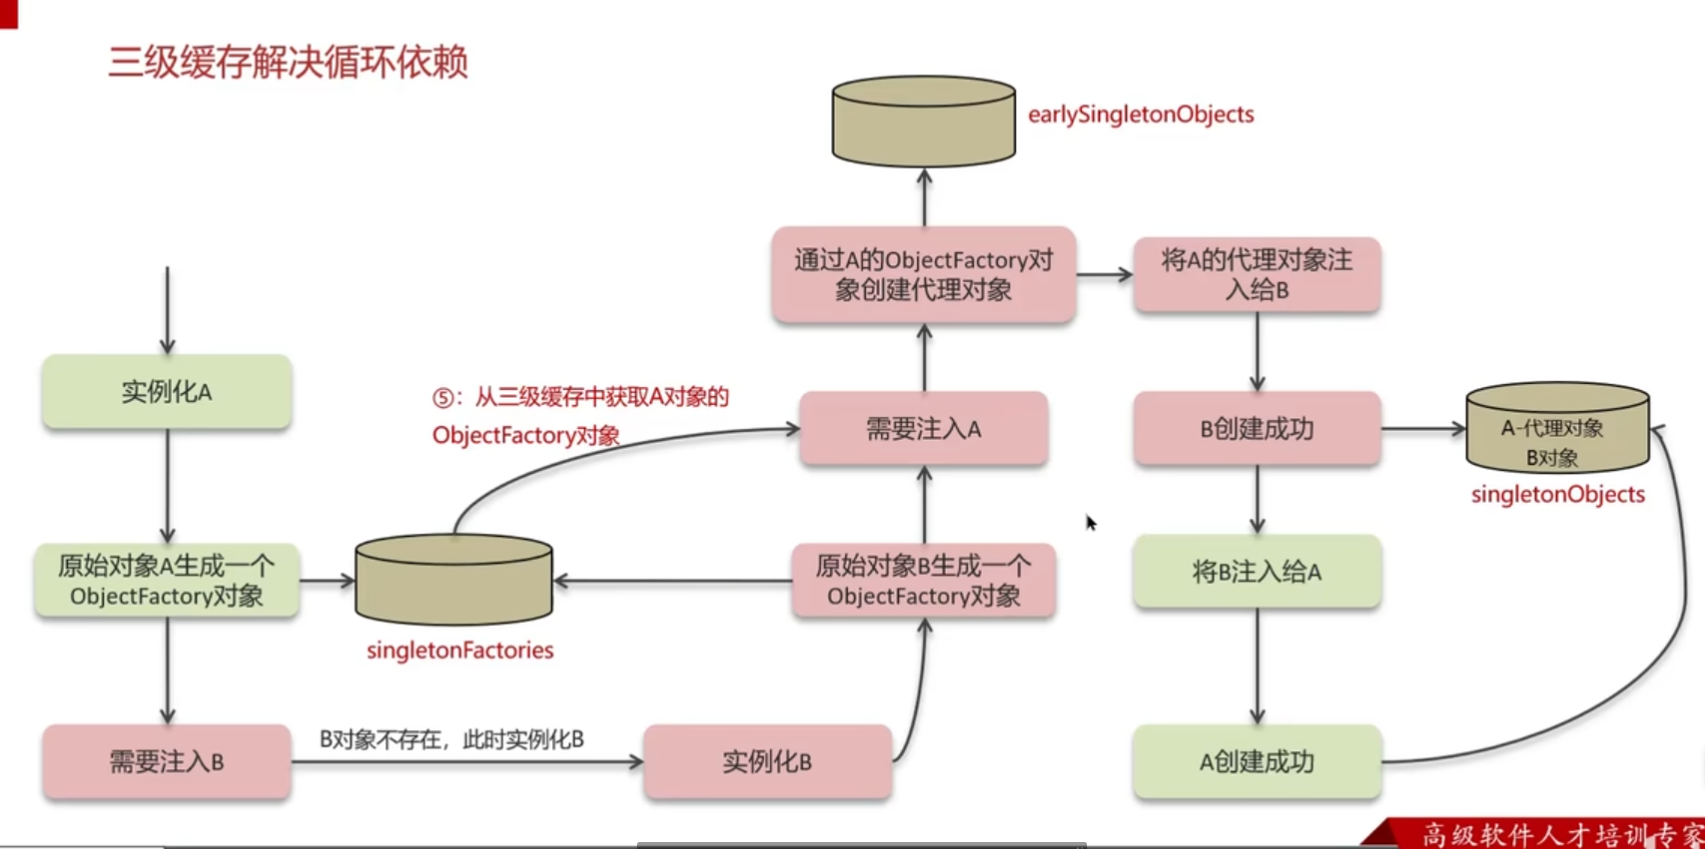 三级缓存解决循环依赖
earlySingletonObjects
通过A的ObjectFactory对
象创建代理对象
将A的代理对象注
入给B
实例化A
⑤：从三级缓存中获取A对象的
ObjectFactory对象
需要注入A
B创建成功
A-代理对象
B对象
singletonObjects
原始对象A生成一个
ObjectFactory对象
singletonFactories
原始对象B生成一个
ObjectFactory对象
将B注入给A
需要注入B
B对象不存在，此时实例化B
实例化B
A创建成功
高级软件人才培训专家